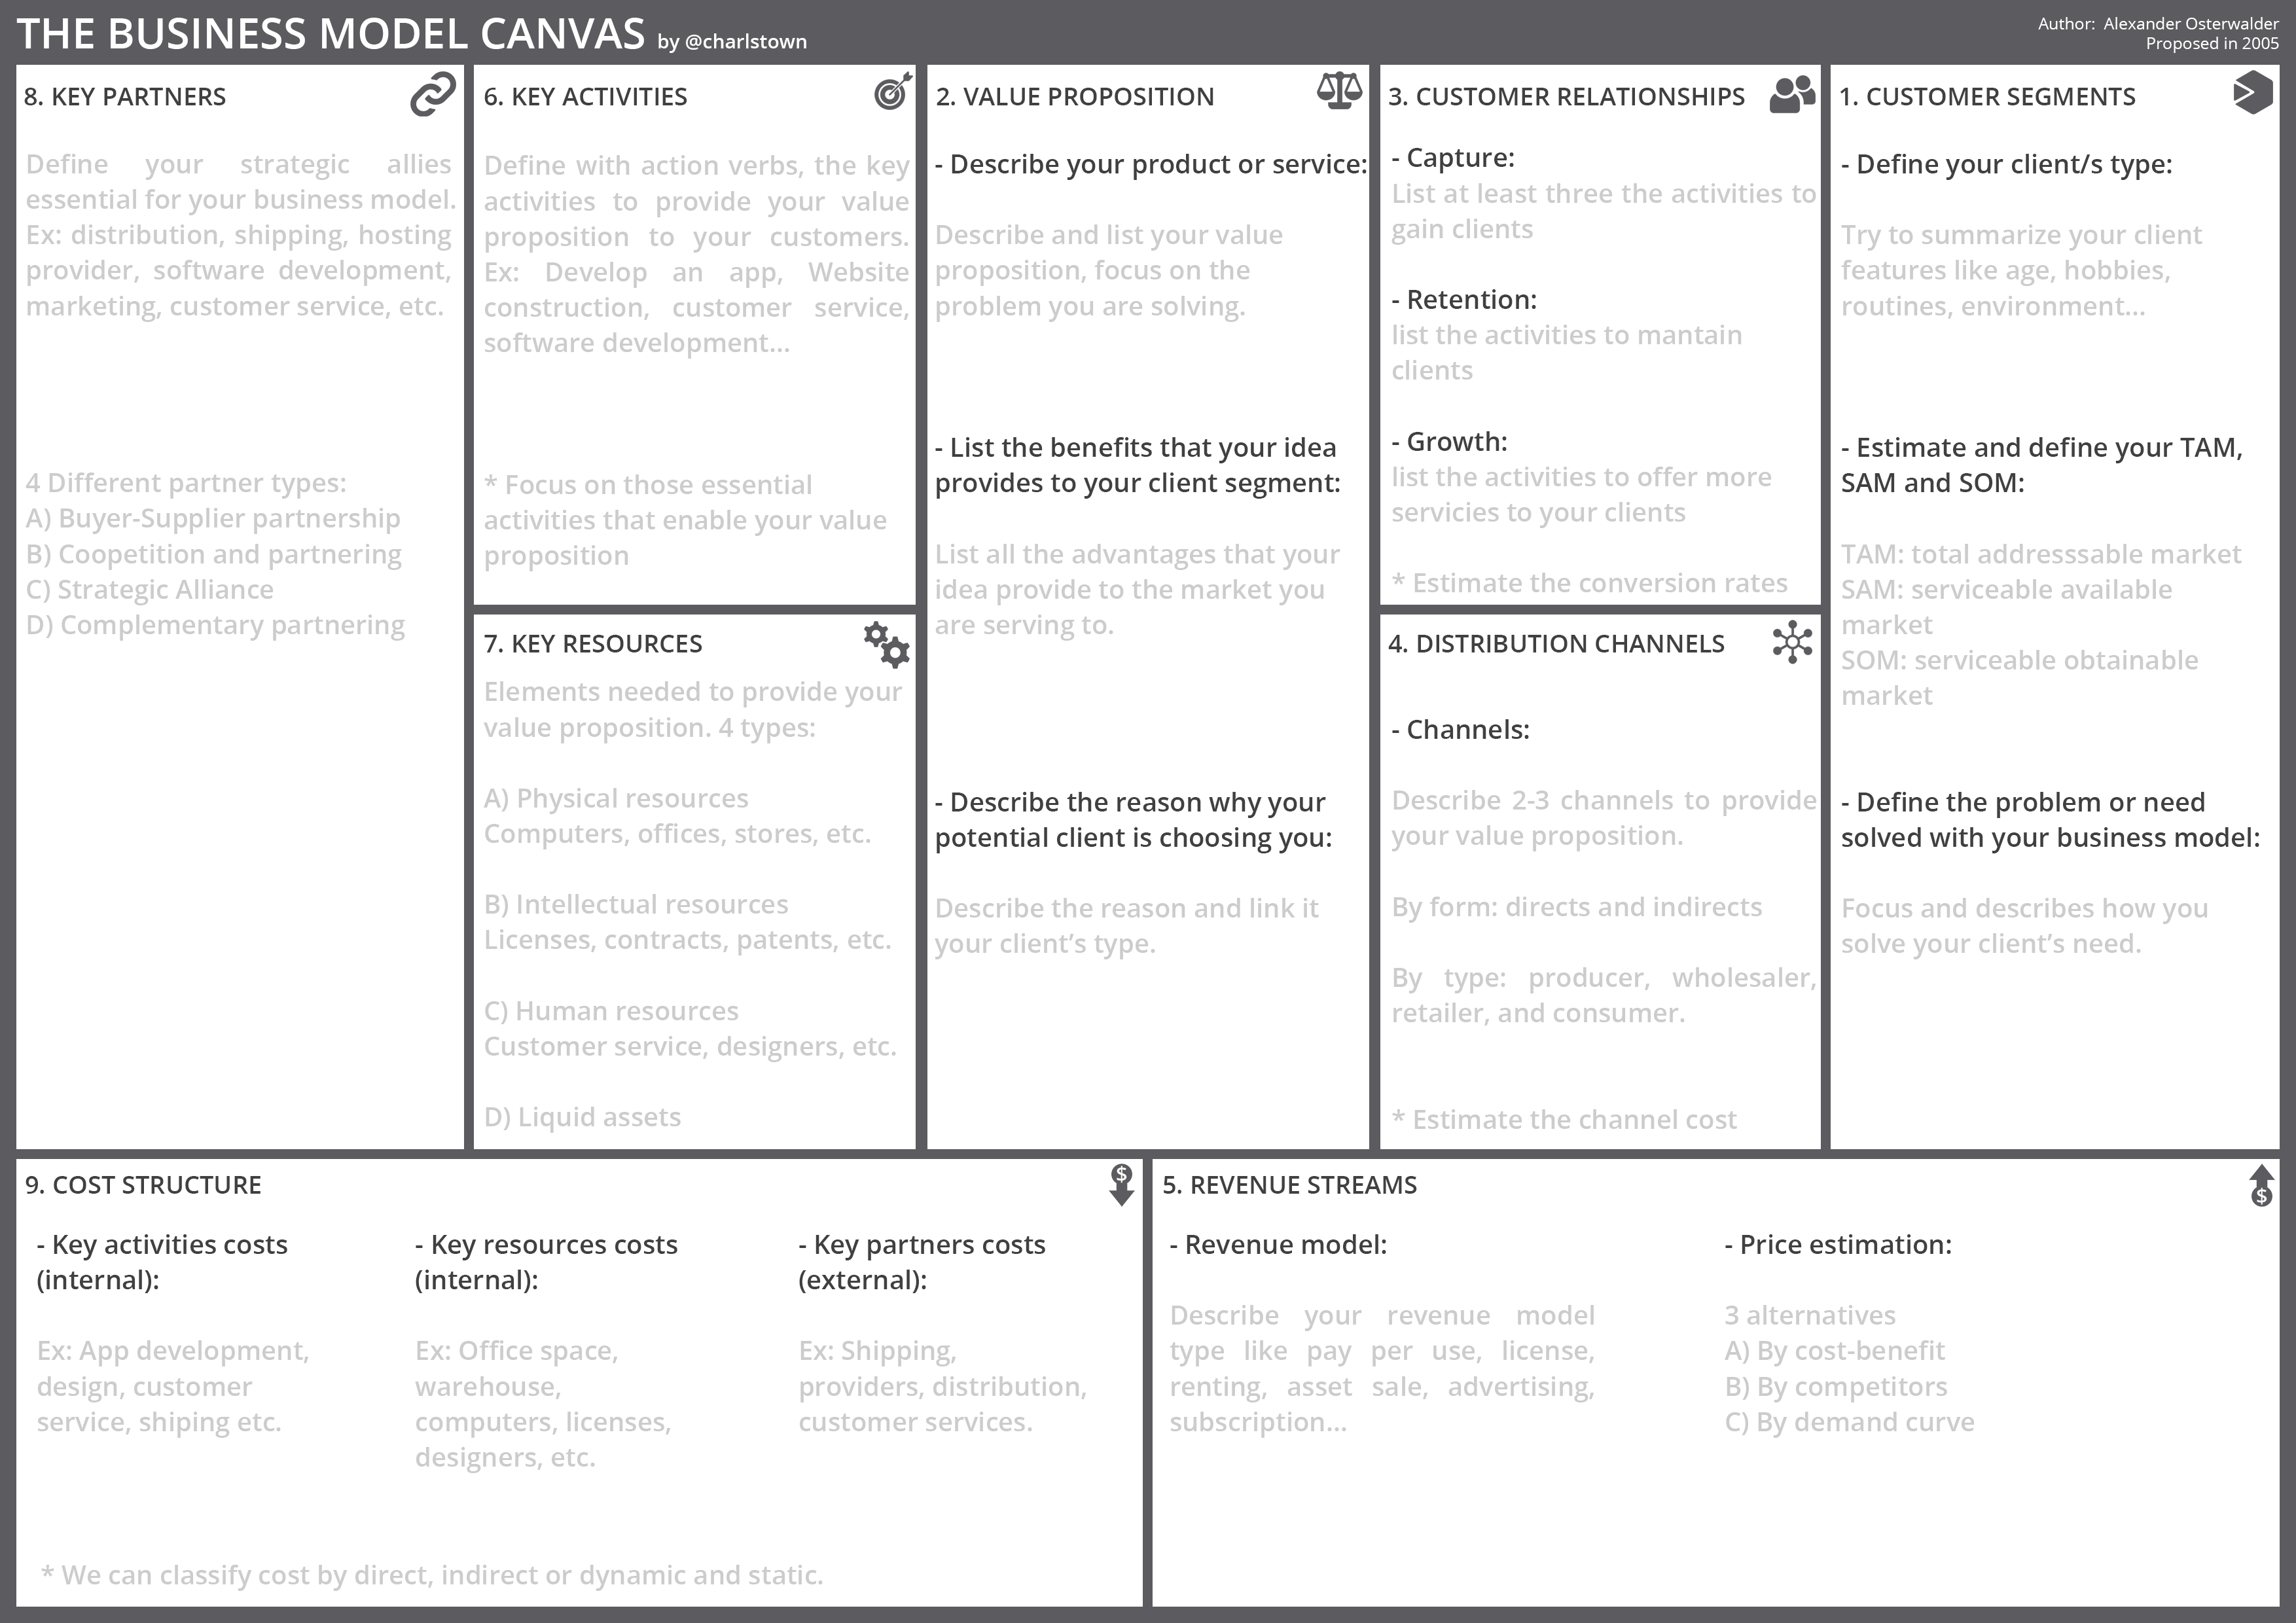 THE BUSINESS MODEL CANVAS by @charlstown
Author: Alexander Osterwalder
Proposed in 2005
8. KEY PARTNERS
Define your strategic allies
essential for your business model.
Ex: distribution, shipping, hosting
provider, software development,
marketing, customer service, etc.
4 Different partner types:
A) Buyer-Supplier partnership
B) Coopetition and partnering
C) Strategic Alliance
D) Complementary partnering
6. KEY ACTIVITIES
Define with action verbs, the key
activities to provide your value
proposition to your customers.
Ex: Develop an app, Website
construction, customer service,
software development...
* Focus on those essential
activities that enable your value
proposition
7. KEY RESOURCES
Elements needed to provide your
value proposition. 4 types:
A) Physical resources
Computers, offices, stores, etc.
B) Intellectual resources
Licenses, contracts, patents, etc.
C) Human resources
Customer service, designers, etc.
D) Liquid assets
2. VALUE PROPOSITION
- Describe your product or service:
Describe and list your value
proposition, focus on the
problem you are solving.
- List the benefits that your idea
provides to your client segment:
List all the advantages that your
idea provide to the market you
are serving to.
- Describe the reason why your
potential client is choosing you:
Describe the reason and link it
your client’s type.
3. CUSTOMER RELATIONSHIPS
- Capture:
List at least three the activities to
gain clients
- Retention:
list the activities to mantain
clients
- Growth:
list the activities to offer more
servicies to your clients
* Estimate the conversion rates
4. DISTRIBUTION CHANNELS
- Channels:
Describe 2-3 channels to provide
your value proposition.
By form: directs and indirects
By type: producer, wholesaler,
retailer, and consumer.
* Estimate the channel cost
1. CUSTOMER SEGMENTS
- Define your client/s type:
Try to summarize your client
features like age, hobbies,
routines, environment...
- Estimate and define your TAM,
SAM and SOM:
TAM: total addresssable market
SAM: serviceable available
market
SOM: serviceable obtainable
market
- Define the problem or need
solved with your business model:
Focus and describes how you
solve your client’s need.
9. COST STRUCTURE
$
- Key activities costs
(internal):
Ex: App development,
design, customer
service, shiping etc.
- Key resources costs
(internal):
Ex: Office space,
warehouse,
computers, licenses,
designers, etc.
- Key partners costs
(external):
Ex: Shipping,
providers, distribution,
customer services.
* We can classify cost by direct, indirect or dynamic and static.
5. REVENUE STREAMS
$
- Revenue model:
Describe your revenue model
type like pay per use, license,
renting, asset sale, advertising,
subscription...
- Price estimation:
3 alternatives
A) By cost-benefit
B) By competitors
C) By demand curve